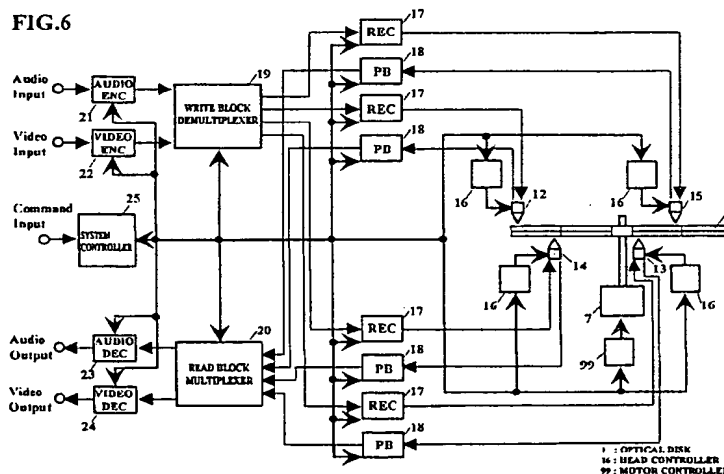 FIG.6
17
REC
18
PB
17
REC
18
PB
19
WRITE BLOCK
DEMULTIPLEXER
Audio
Input
AUDIO
ENC
21
Video
Input
VIDEO
ENC
22
Command
Input
25
SYSTEM
CONTROLLER
16
12
16
15
16
14
13
16
7
99
Audio
Output
AUDIO
DEC
23
Video
Output
VIDEO
DEC
24
20
READ BLOCK
MULTIPLEXER
17
REC
18
PB
17
REC
18
PB
1 : OPTICAL DISK
16 : HEAD CONTROLLER
99 : MOTOR CONTROLLER